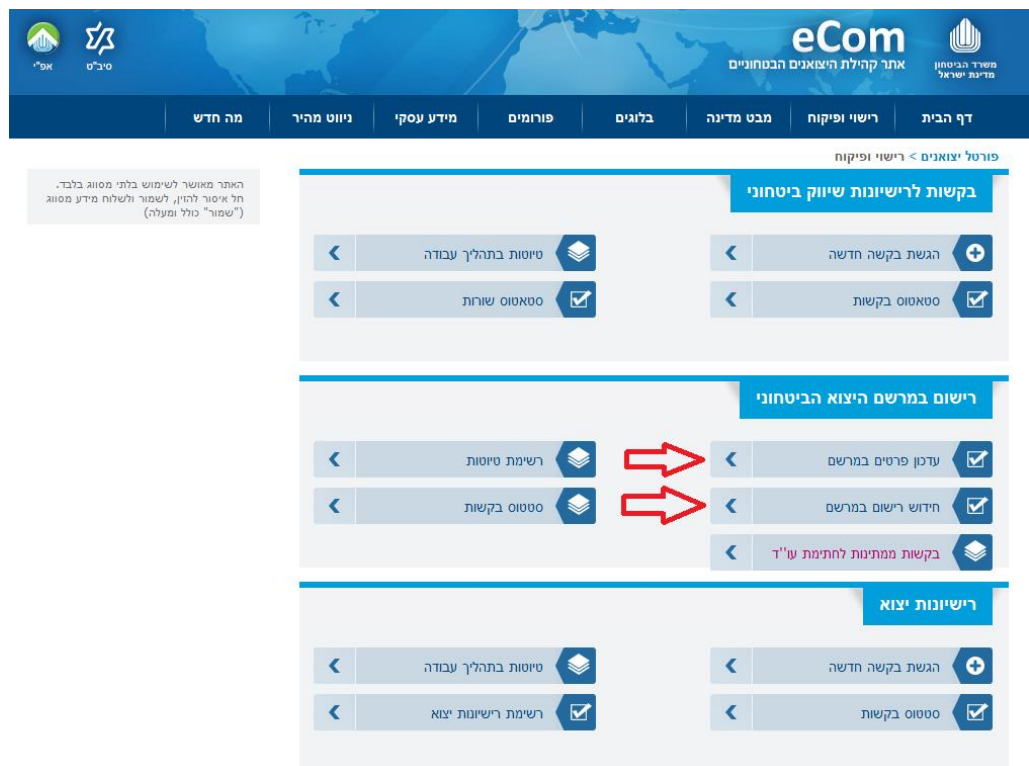 eCom
אתר קהילת היצואנים הבטחוניים
משרד הביטחון
מדינת ישראל
סיב"ט
אפ"י
דף הבית
רישוי ופיקוח
מבט מדינה
בלוגים
פורומים
מידע עסקי
ניווט מהיר
מה חדש
פורטל יצואנים > רישוי ופיקוח
האתר מאושר לשימוש בלתי מסווג בלבד.
חל איסור להזין, לשמור ולשלוח מידע מסווג
("שמור" כולל ומעלה)
בקשות לרישיונות שיווק ביטחוני
הגשת בקשה חדשה
טיוטות בתהליך עבודה
סטאטוס בקשות
סטאטוס שורות
רישום במרשם היצוא הביטחוני
עדכון פרטים במרשם
רשימת טיוטות
חידוש רישום במרשם
סטטוס בקשות
בקשות ממתינות לחתימת עו''ד
רישיונות יצוא
הגשת בקשה חדשה
טיוטות בתהליך עבודה
סטטוס בקשות
רשימת רישיונות יצוא